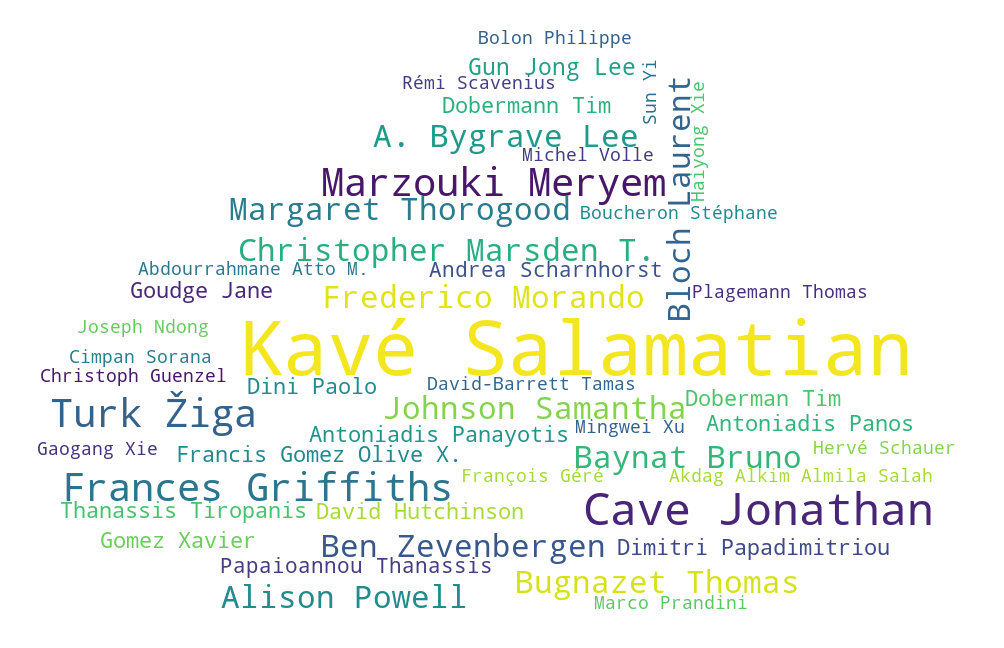 Bolon Philippe
Gun Jong Lee
Sun Yi
Rémi Scavenius
Bloch Laurent
Haiyong Xie
Dobermann Tim
A. Bygrave Lee
Michel Volle
Marzouki Meryem
Margaret Thorogood
Boucheron Stéphane
Christopher Marsden T.
Abdourrahmane Atto M.
Andrea Scharnhorst
Goudge Jane
Frederico Morando
Plagemann Thomas
Joseph Ndong
Kavé Salamatian
Cimpan Sorana
Christoph Guenzel
Dini Paolo
David-Barrett Tamas
Doberman Tim
Turk Žiga
Johnson Samantha
Antoniadis Panos
Mingwei Xu
Antoniadis Panayotis
Gaogang Xie
Francis Gomez Olive X.
Baynat Bruno
Hervé Schauer
François Géré
Akdag Alkim Almila Salah
Frances Griffiths
Thanassis Tiropanis
David Hutchinson
Cave Jonathan
Gomez Xavier
Ben Zevenbergen
Dimitri Papadimitriou
Papaioannou Thanassis
Bugnazet Thomas
Alison Powell
Marco Prandini